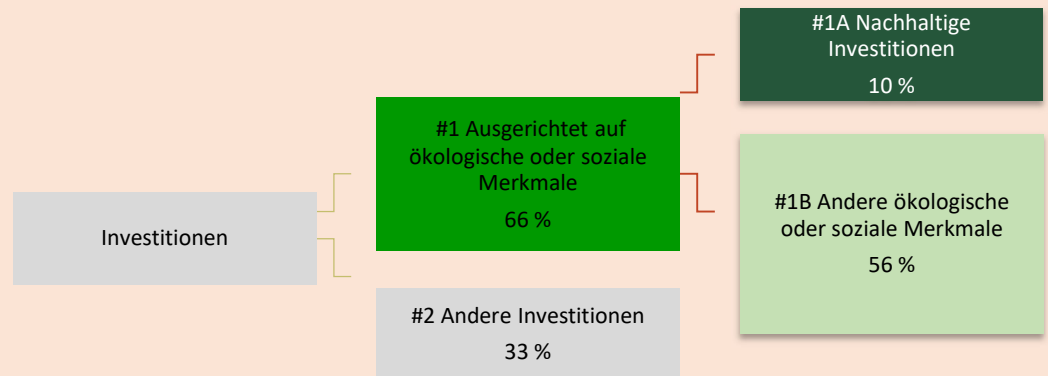 Investitionen
#1 Ausgerichtet auf
ökologische oder soziale
Merkmale
66 %
#2 Andere Investitionen
33 %
#1A Nachhaltige
Investitionen
10 %
#1B Andere ökologische
oder soziale Merkmale
56 %